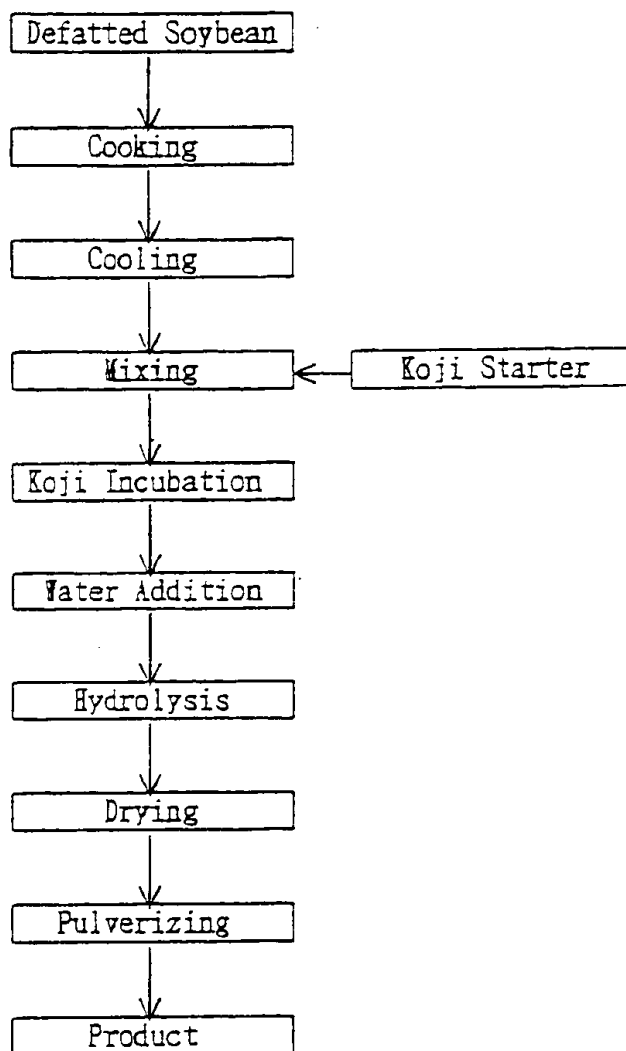 Defatted Soybean
Cooking
Cooling
Mixing
Koji Starter
Koji Incubation
Water Addition
Hydrolysis
Drying
Pulverizing
Product